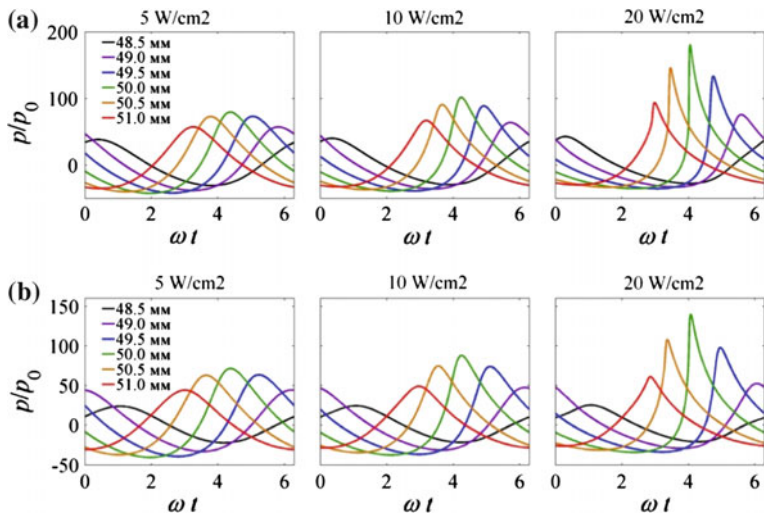 (a)
5 W/cm2 10 W/cm2 20 W/cm2
200
100
0
p/p0
48.5 мм
49.0 мм
49.5 мм
50.0 мм
50.5 мм
51.0 мм
0 2 4 6 0 2 4 6 0 2 4 6
ω t ω t ω t
(b)
5 W/cm2 10 W/cm2 20 W/cm2
150
100
50
0
-50
p/p0
48.5 мм
49.0 мм
49.5 мм
50.0 мм
50.5 мм
51.0 мм
0 2 4 6 0 2 4 6 0 2 4 6
ω t ω t ω t